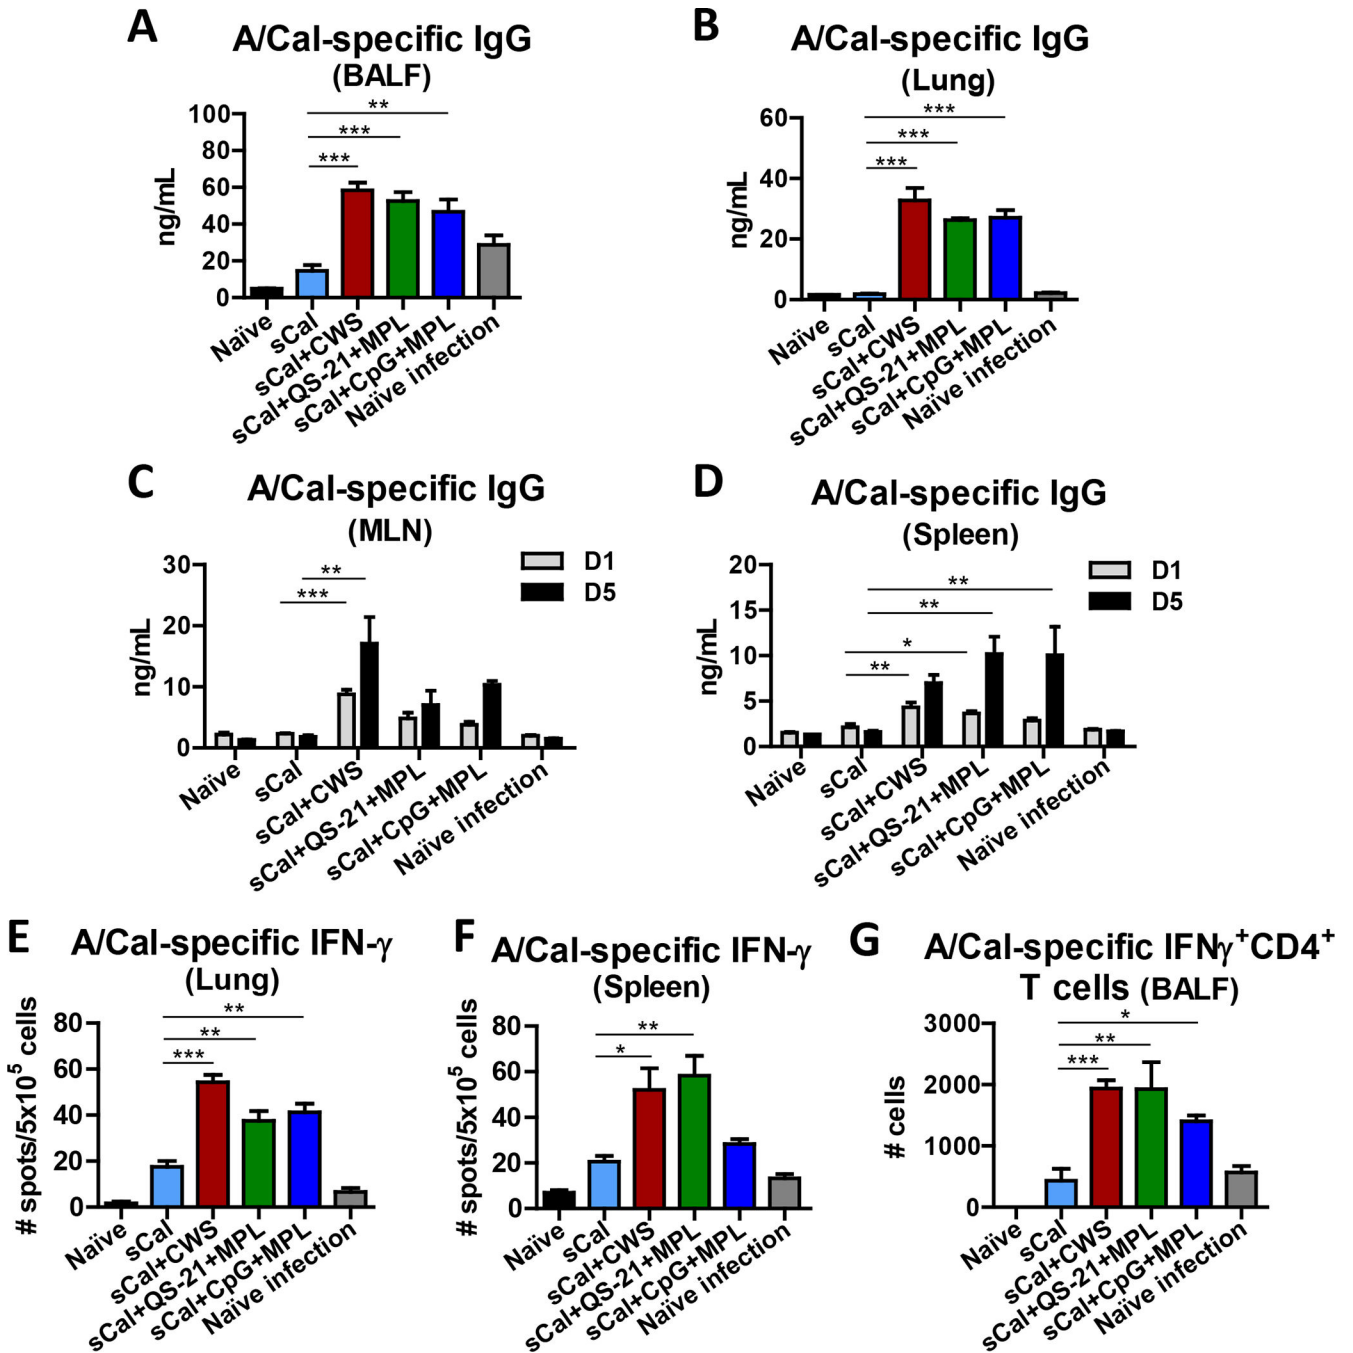 A
A/Cal-specific IgG
(BALF)
ng/mL
100
80
60
40
20
0
**
***
***
Naïve
sCal
sCal+CWS
sCal+QS-21+MPL
sCal+CpG+MPL
Naïve infection
B
A/Cal-specific IgG
(Lung)
ng/mL
60
40
20
0
***
***
***
Naïve
sCal
sCal+CWS
sCal+QS-21+MPL
sCal+CpG+MPL
Naïve infection
C
A/Cal-specific IgG
(MLN)
ng/mL
30
20
10
0
**
***
D1
D5
Naïve
sCal
sCal+CWS
sCal+QS-21+MPL
sCal+CpG+MPL
Naïve infection
D
A/Cal-specific IgG
(Spleen)
ng/mL
20
15
10
5
0
**
**
*
**
D1
D5
Naïve
sCal
sCal+CWS
sCal+QS-21+MPL
sCal+CpG+MPL
Naïve infection
E
A/Cal-specific IFN-γ
(Lung)
# spots/5x10⁵ cells
80
60
40
20
0
**
**
***
Naïve
sCal
sCal+CWS
sCal+QS-21+MPL
sCal+CpG+MPL
Naïve infection
F
A/Cal-specific IFN-γ
(Spleen)
# spots/5x10⁵ cells
80
60
40
20
0
**
*
Naïve
sCal
sCal+CWS
sCal+QS-21+MPL
sCal+CpG+MPL
Naïve infection
G
A/Cal-specific IFNγ⁺CD4⁺
T cells (BALF)
# cells
3000
2000
1000
0
*
**
***
Naïve
sCal
sCal+CWS
sCal+QS-21+MPL
sCal+CpG+MPL
Naïve infection